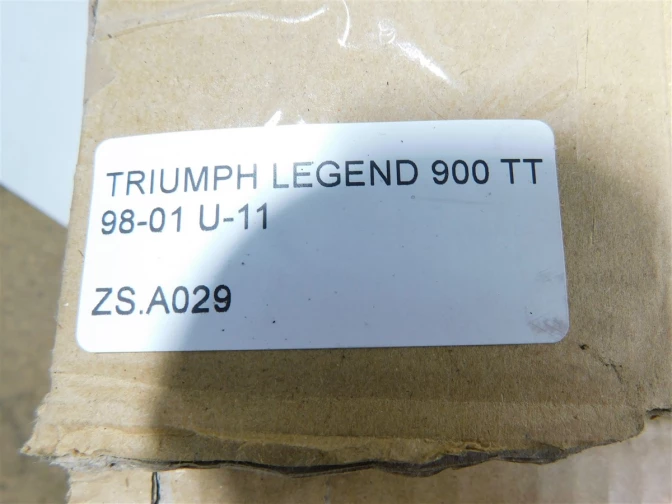 TRIUMPH LEGEND 900 TT
98-01 U-11
ZS.A029